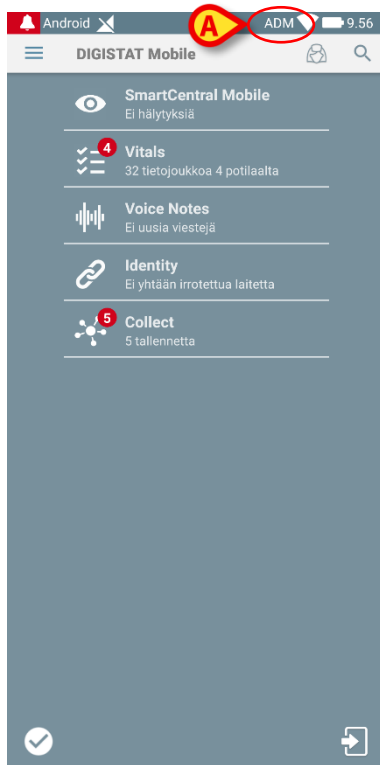 Android ADM 9.56
A
DIGISTAT Mobile
SmartCentral Mobile
Ei hälytyksiä
4
Vitals
32 tietojoukkoa 4 potilaalta
Voice Notes
Ei uusia viestejä
Identity
Ei yhtään irrotettua laitetta
5
Collect
5 tallennetta